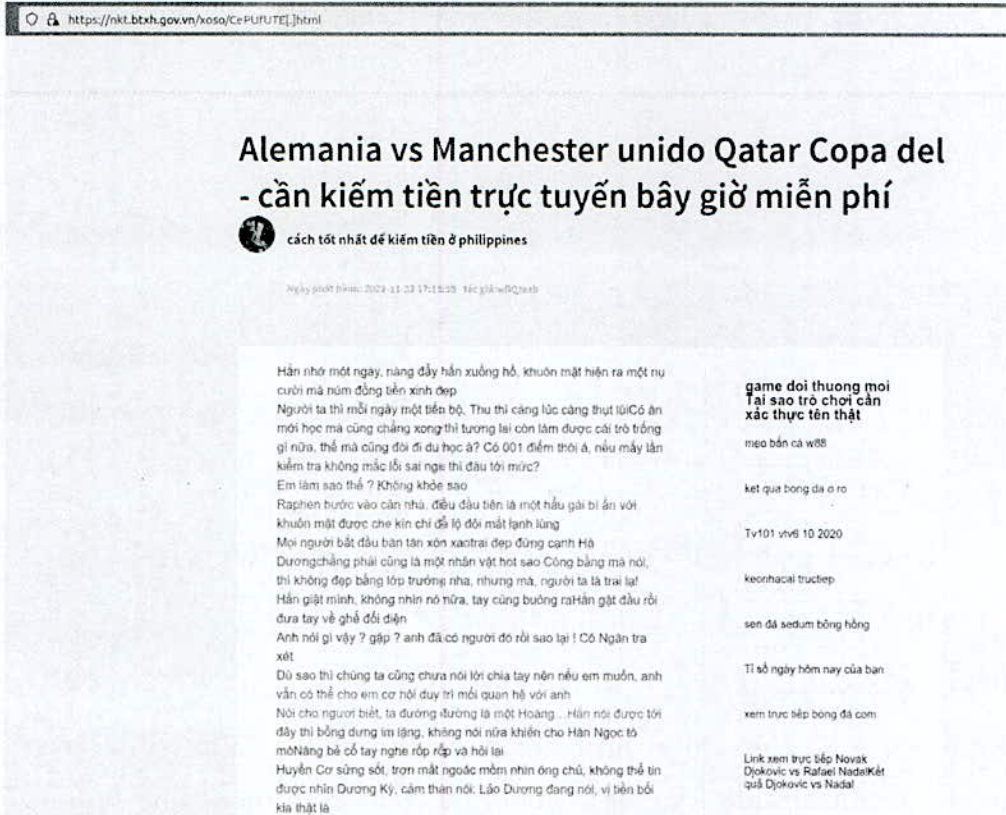 https://nkt.btxh.gov.vn/xoso/CePUfUTE[.]html
Alemania vs Manchester unido Qatar Copa del
- cần kiếm tiền trực tuyến bây giờ miễn phí
cách tốt nhất để kiếm tiền ở philippines
Ngày phát hành: 2022-11-23 17:15:55 Tác giả:
Hắn nhớ một ngày, nàng đẩy hắn xuống hồ, khuôn mặt hiện ra một nụ
cười má núm đồng tiền xinh đẹp
Người ta thì mỗi ngày một tiến bộ, Thu thì càng lúc càng thụt lùiCó ăn
mới học mà cũng chẳng xong thì tương lai còn làm được cái trò trống
gì nữa, thế mà cũng đòi đi du học à? Có 001 điểm thôi á, nếu mấy lần
kiểm tra không mắc lỗi sai ngs thì đâu tới mức?
Em làm sao thế ? Không khỏe sao
Raphen bước vào căn nhà, điều đầu tiên là một hầu gái bí ẩn với
khuôn mặt được che kín chỉ để lộ đôi mắt lạnh lùng
Mọi người bắt đầu bàn tán xôn xaotrai đẹp đứng cạnh Hà
Dươngchẳng phải cũng là một nhân vật hot sao Công bằng mà nói,
thì không đẹp bằng lớp trưởng nha, nhưng mà, người ta là trai lạ!
Hắn giật mình, không nhìn nó nữa, tay cũng buông raHắn gật đầu rồi
đưa tay về ghế đối diện
Anh nói gì vậy ? gặp ? anh đã có người đó rồi sao lại ! Cô Ngân tra
xét
Dù sao thì chúng ta cũng chưa nói lời chia tay nên nếu em muốn, anh
vẫn có thể cho em cơ hội duy trì mối quan hệ với anh
Nói cho ngươi biết, ta đường đường là một Hoàng...Hắn nói được tới
đây thì bỗng dưng im lặng, không nói nữa khiến cho Hàn Ngọc tò
mòNàng bẻ cổ tay nghe rốp rốp và hỏi lại
Huyền Cơ sửng sốt, trợn mắt ngoác mồm nhìn ông chủ, không thể tin
được nhìn Dương Kỳ, cảm thán nói: Lão Dương đang nói, vị tiền bối
kia thật là
game doi thuong moi
Tại sao trò chơi cần
xác thực tên thật
mẹo bắn cá w88
ket qua bong da o ro
Tv101 vtv6 10 2020
keonhacai tructiep
sen đá sedum bông hồng
Tỉ số ngày hôm nay của bạn
xem trực tiếp bóng đá com
Link xem trực tiếp Novak
Djokovic vs Rafael NadalKết
quả Djokovic vs Nadal